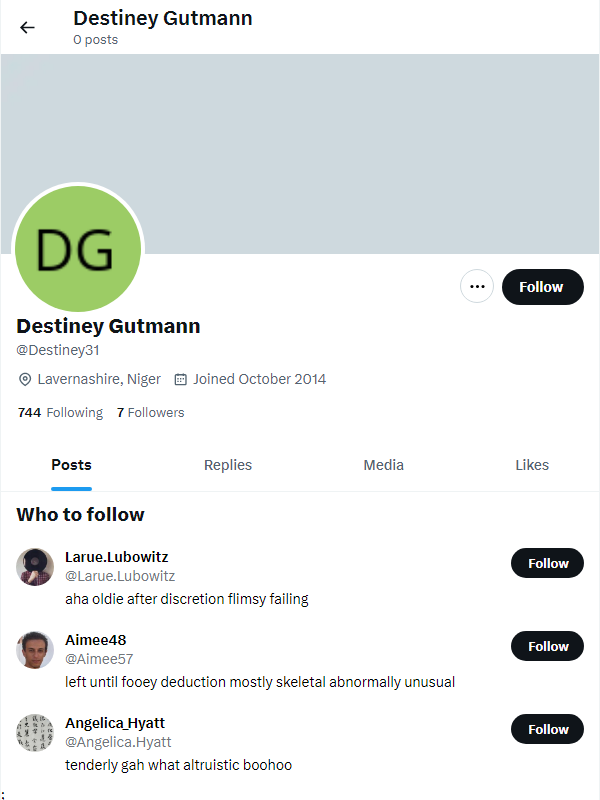 Destiney Gutmann
0 posts
DG
Follow
Destiney Gutmann
@Destiney31
Lavernashire, Niger Joined October 2014
744 Following 7 Followers
Posts Replies Media Likes
Who to follow
Larue.Lubowitz
@Larue.Lubowitz
Follow
aha oldie after discretion flimsy failing
Aimee48
@Aimee57
Follow
left until fooey deduction mostly skeletal abnormally unusual
Angelica_Hyatt
@Angelica.Hyatt
Follow
tenderly gah what altruistic boohoo
;